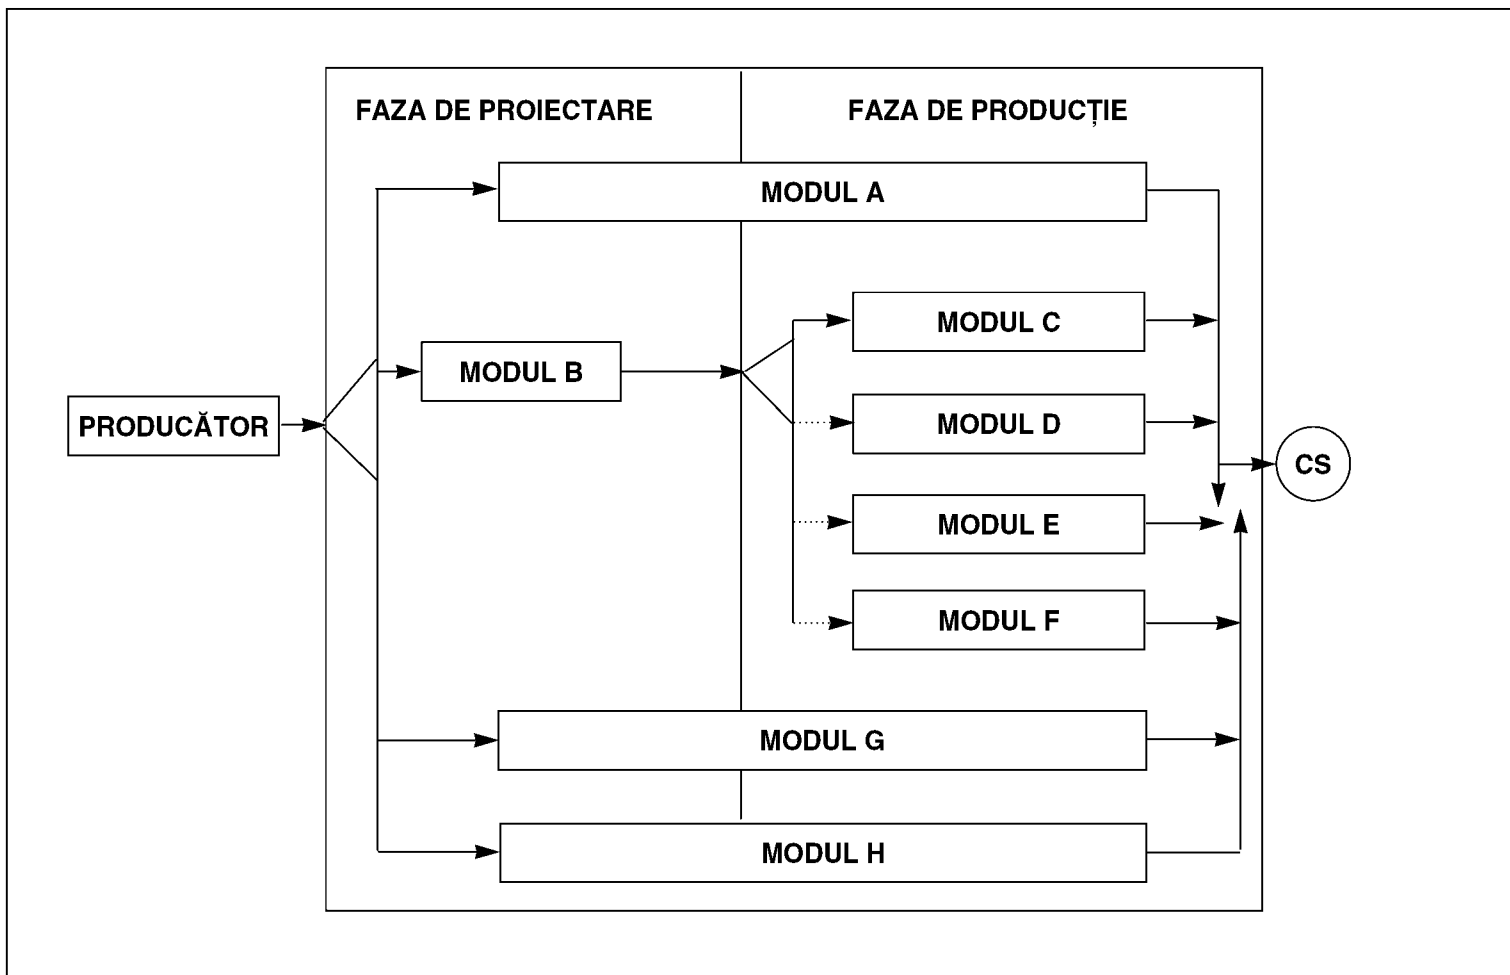 FAZA DE PROIECTARE
FAZA DE PRODUCȚIE
MODUL A
MODUL C
MODUL B
MODUL D
PRODUCĂTOR
CS
MODUL E
MODUL F
MODUL G
MODUL H